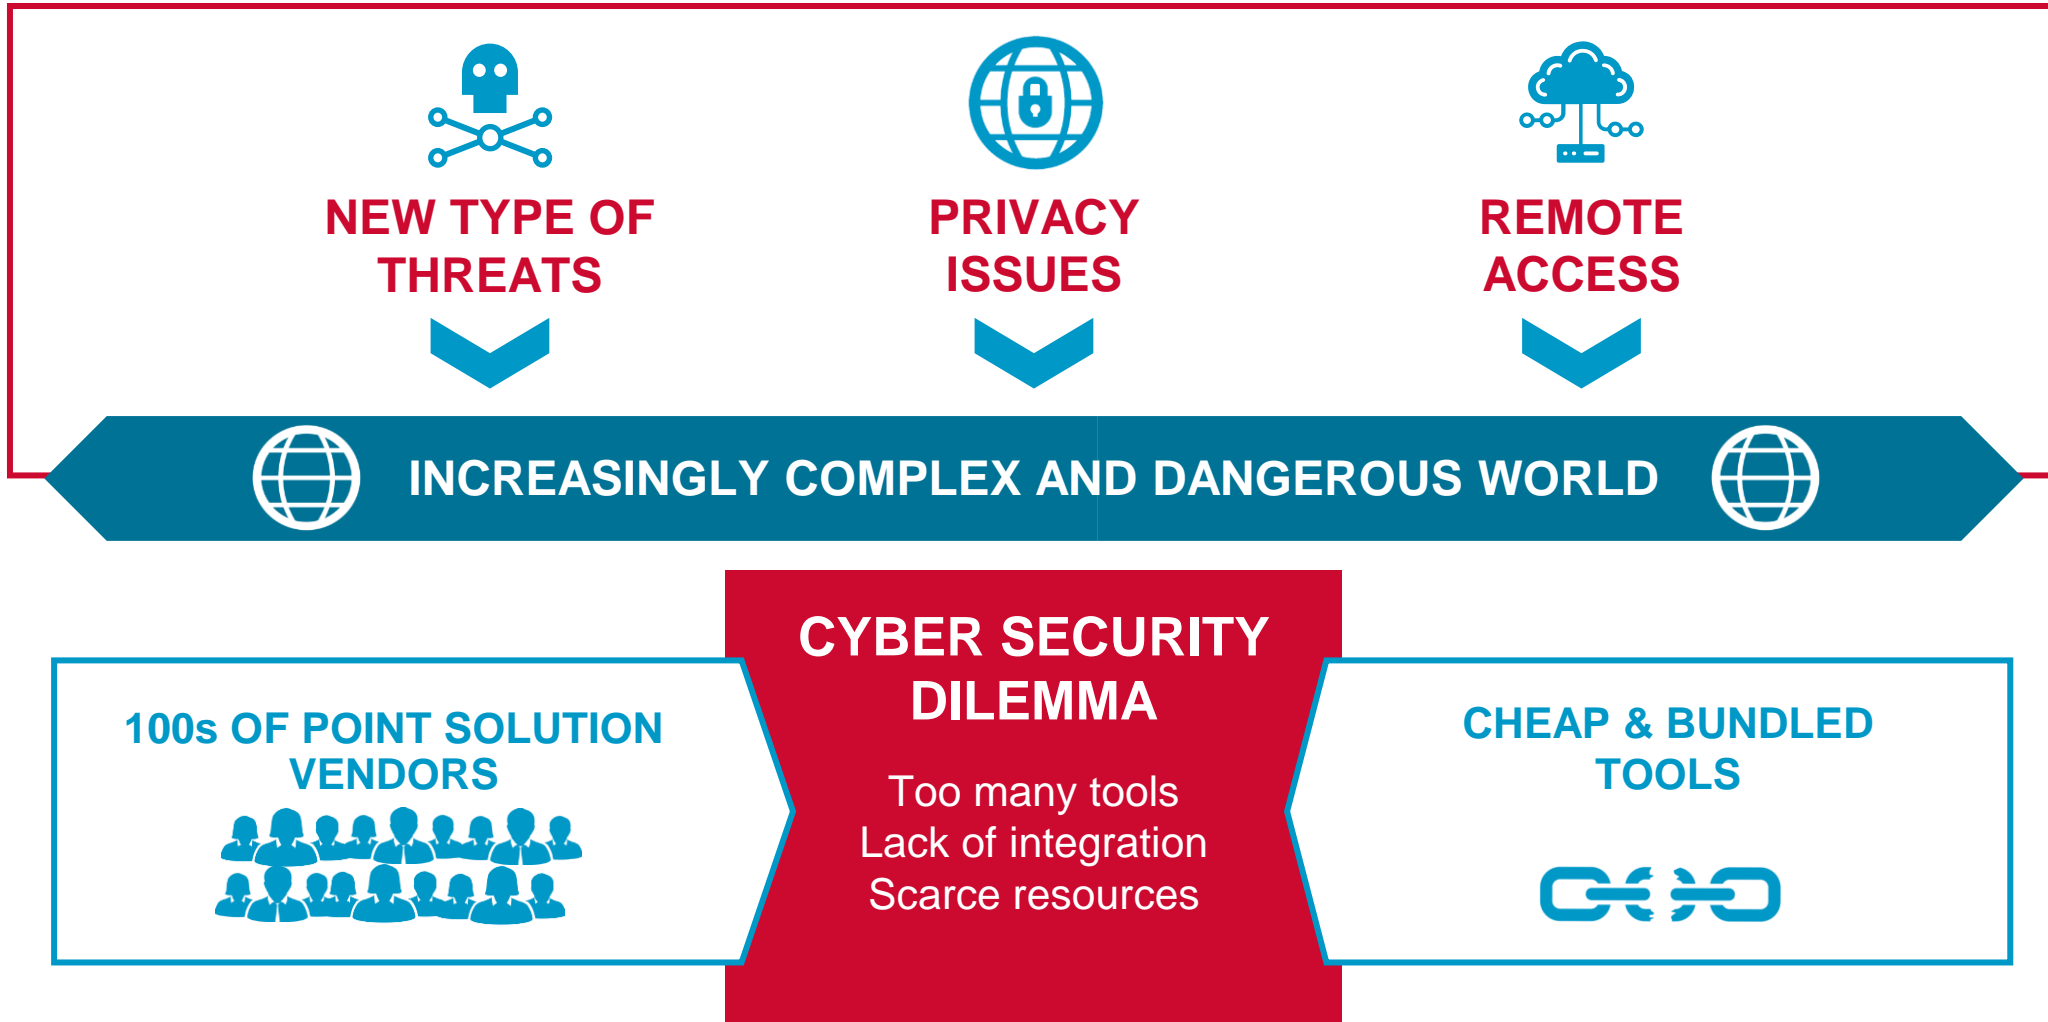 NEW TYPE OF
THREATS
PRIVACY
ISSUES
REMOTE
ACCESS
INCREASINGLY COMPLEX AND DANGEROUS WORLD
100s OF POINT SOLUTION
VENDORS
CYBER SECURITY
DILEMMA
Too many tools
Lack of integration
Scarce resources
CHEAP & BUNDLED
TOOLS